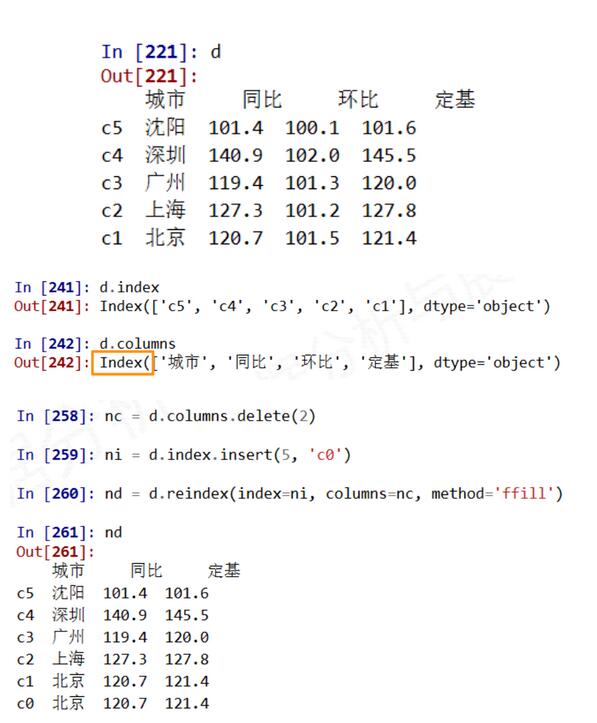 In [221]: d
Out[221]:
城市 同比 环比 定基
c5 沈阳 101.4 100.1 101.6
c4 深圳 140.9 102.0 145.5
c3 广州 119.4 101.3 120.0
c2 上海 127.3 101.2 127.8
c1 北京 120.7 101.5 121.4
In [241]: d.index
Out[241]: Index(['c5', 'c4', 'c3', 'c2', 'c1'], dtype='object')
In [242]: d.columns
Out[242]: Index(['城市', '同比', '环比', '定基'], dtype='object')
In [258]: nc = d.columns.delete(2)
In [259]: ni = d.index.insert(5, 'c0')
In [260]: nd = d.reindex(index=ni, columns=nc, method='ffill')
In [261]: nd
Out[261]:
城市 同比 定基
c5 沈阳 101.4 101.6
c4 深圳 140.9 145.5
c3 广州 119.4 120.0
c2 上海 127.3 127.8
c1 北京 120.7 121.4
c0 北京 120.7 121.4